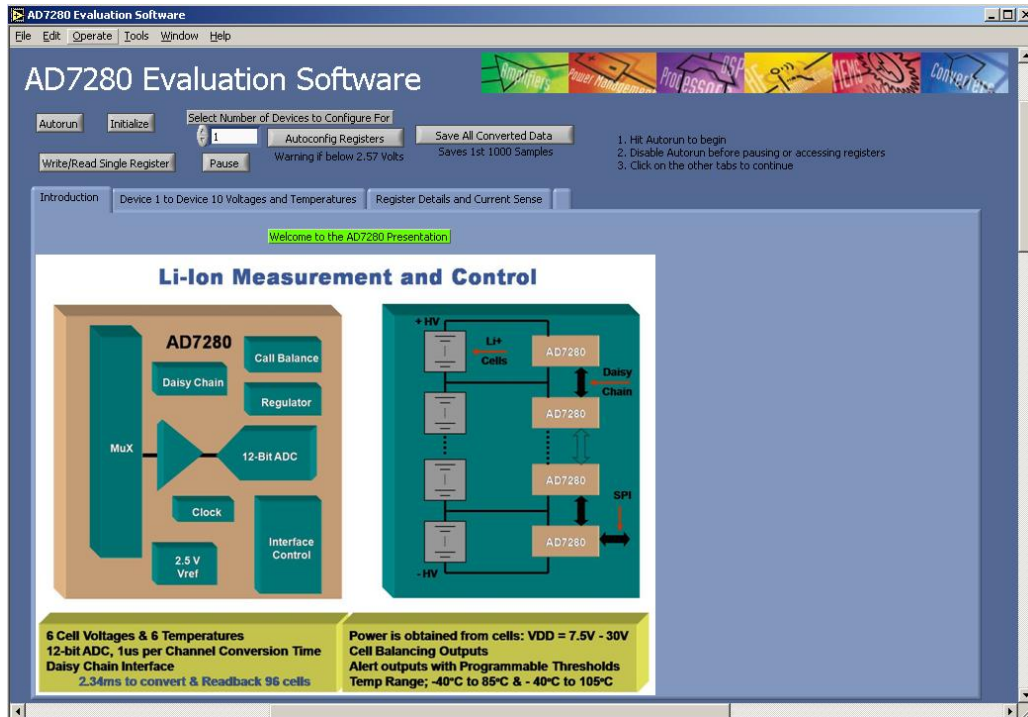 AD7280 Evaluation Software
File Edit Operate Tools Window Help
AD7280 Evaluation Software
Amplifiers Power Management Processors DSP RF MEMS Converters
Autorun Initialize
Select Number of Devices to Configure For
1
Autoconfig Registers
Warning if below 2.57 Volts
Save All Converted Data
Saves 1st 1000 Samples
Write/Read Single Register Pause
1. Hit Autorun to begin
2. Disable Autorun before pausing or accessing registers
3. Click on the other tabs to continue
Introduction Device 1 to Device 10 Voltages and Temperatures Register Details and Current Sense
Welcome to the AD7280 Presentation
Li-Ion Measurement and Control
AD7280
Call Balance
Daisy Chain
Regulator
MuX
12-Bit ADC
Clock
2.5 V
Vref
Interface
Control
+ HV
Li+
Cells
AD7280
Daisy
Chain
AD7280
AD7280
SPI
AD7280
- HV
6 Cell Voltages & 6 Temperatures
12-bit ADC, 1us per Channel Conversion Time
Daisy Chain Interface
2.34ms to convert & Readback 96 cells
Power is obtained from cells: VDD = 7.5V - 30V
Cell Balancing Outputs
Alert outputs with Programmable Thresholds
Temp Range; -40°C to 85°C & - 40°C to 105°C